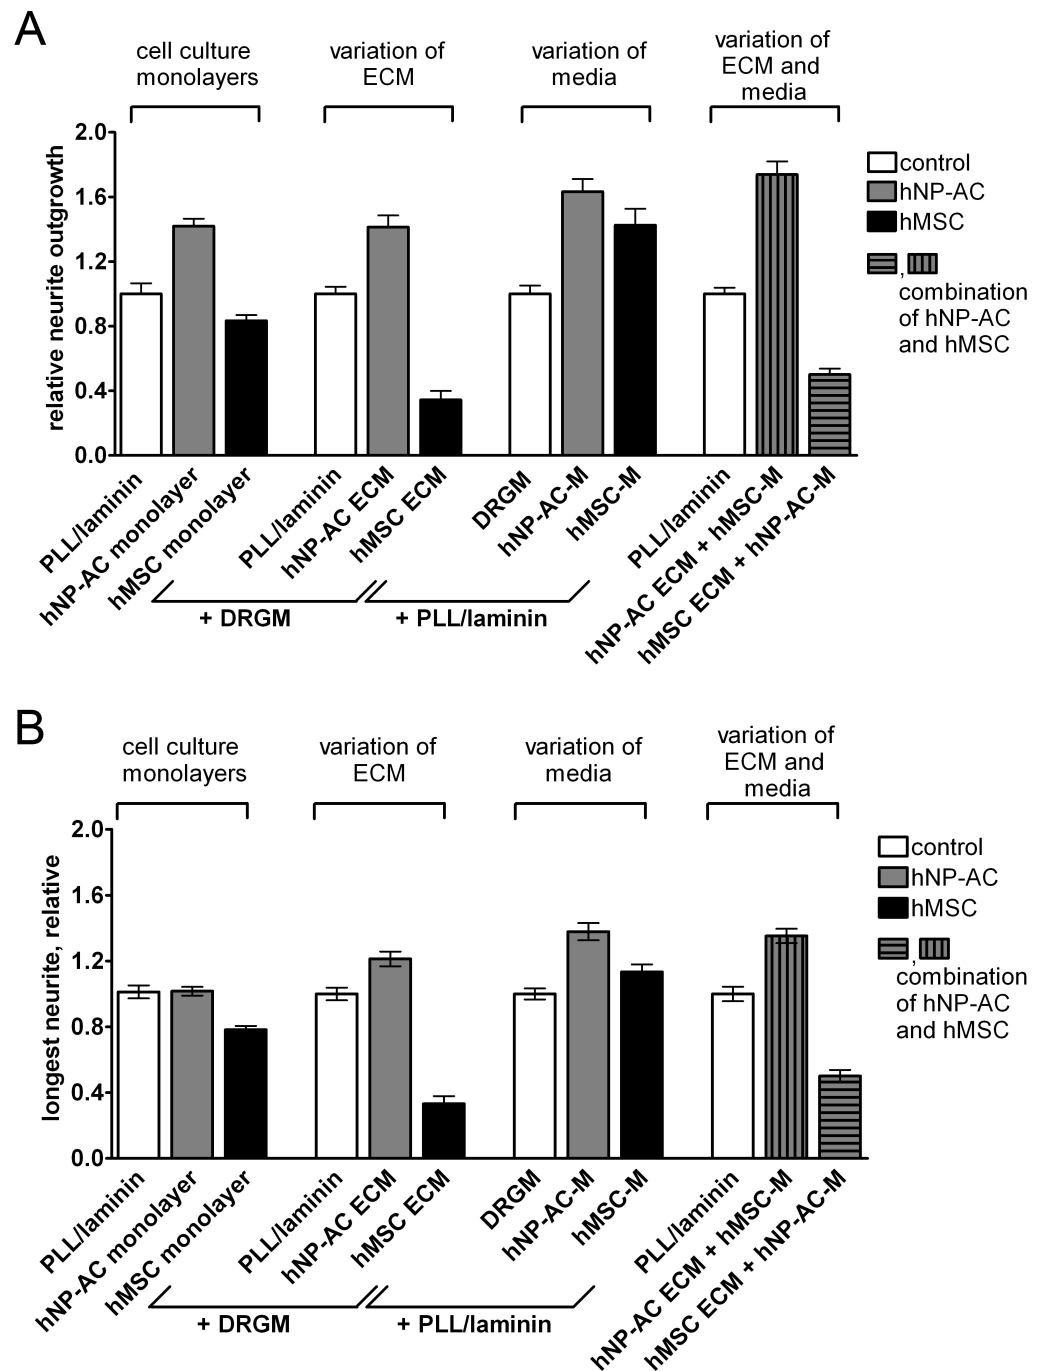 A
cell culture
monolayers
variation of
ECM
variation of
media
variation of
ECM and
media
relative neurite outgrowth
2.0
1.6
1.2
0.8
0.4
0.0
control
hNP-AC
hMSC
,
combination
of hNP-AC
and hMSC
PLL/laminin
hNP-AC monolayer
hMSC monolayer
PLL/laminin
hNP-AC ECM
hMSC ECM
DRGM
hNP-AC-M
hMSC-M
PLL/laminin
hNP-AC ECM + hMSC-M
hMSC ECM + hNP-AC-M
+ DRGM
+ PLL/laminin
B
cell culture
monolayers
variation of
ECM
variation of
media
variation of
ECM and
media
longest neurite, relative
2.0
1.6
1.2
0.8
0.4
0.0
control
hNP-AC
hMSC
,
combination
of hNP-AC
and hMSC
PLL/laminin
hNP-AC monolayer
hMSC monolayer
PLL/laminin
hNP-AC ECM
hMSC ECM
DRGM
hNP-AC-M
hMSC-M
PLL/laminin
hNP-AC ECM + hMSC-M
hMSC ECM + hNP-AC-M
+ DRGM
+ PLL/laminin